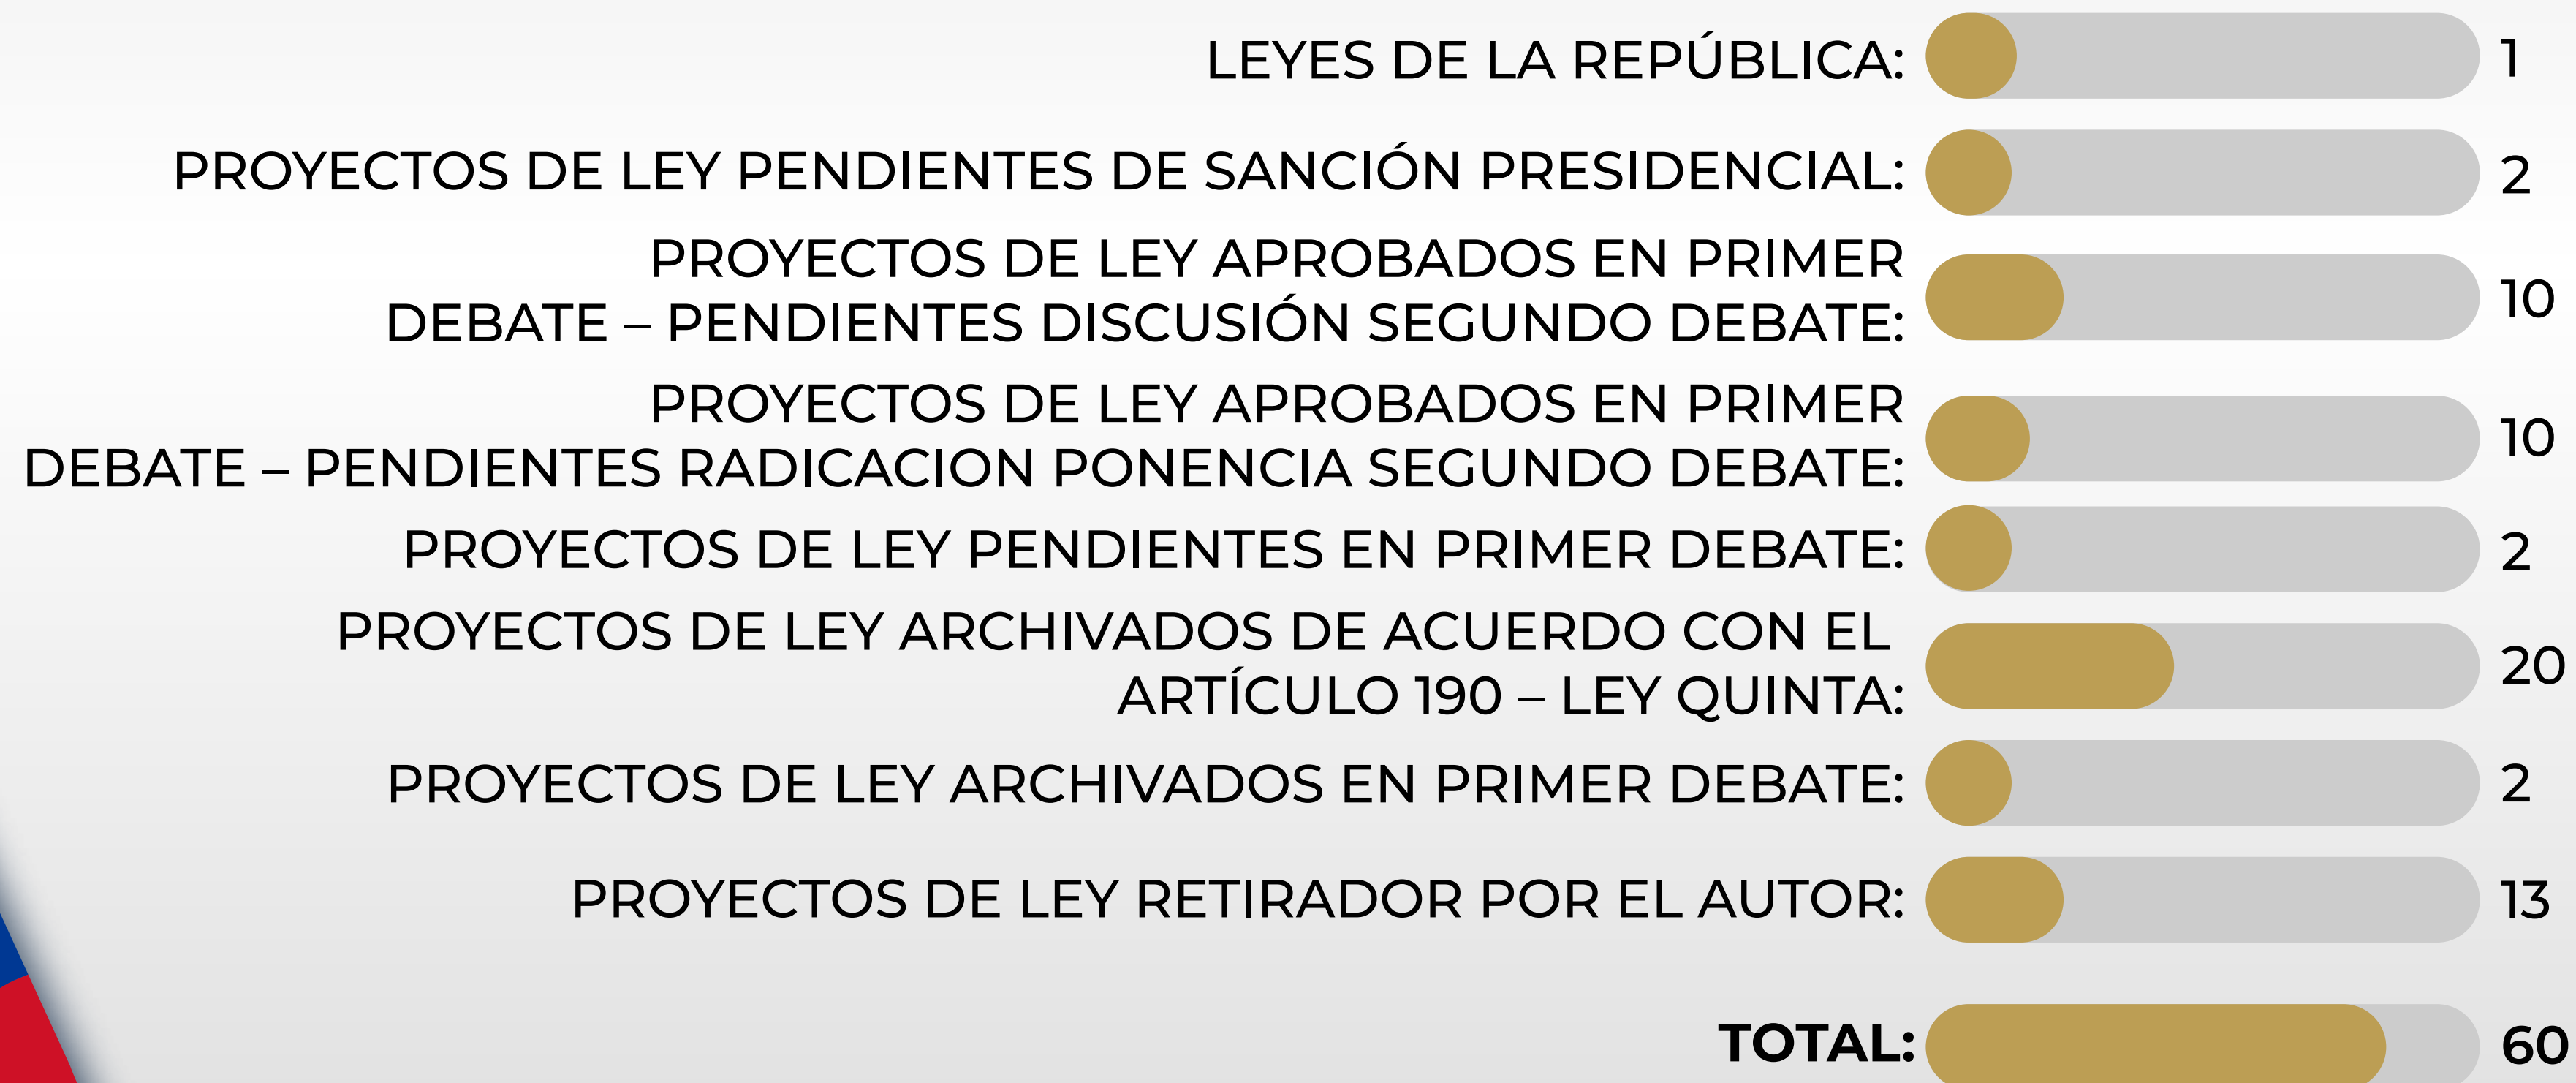 LEYES DE LA REPÚBLICA: 1
PROYECTOS DE LEY PENDIENTES DE SANCIÓN PRESIDENCIAL: 2
PROYECTOS DE LEY APROBADOS EN PRIMER
DEBATE – PENDIENTES DISCUSIÓN SEGUNDO DEBATE: 10
PROYECTOS DE LEY APROBADOS EN PRIMER
DEBATE – PENDIENTES RADICACION PONENCIA SEGUNDO DEBATE: 10
PROYECTOS DE LEY PENDIENTES EN PRIMER DEBATE: 2
PROYECTOS DE LEY ARCHIVADOS DE ACUERDO CON EL
ARTÍCULO 190 – LEY QUINTA: 20
PROYECTOS DE LEY ARCHIVADOS EN PRIMER DEBATE: 2
PROYECTOS DE LEY RETIRADOR POR EL AUTOR: 13
TOTAL: 60